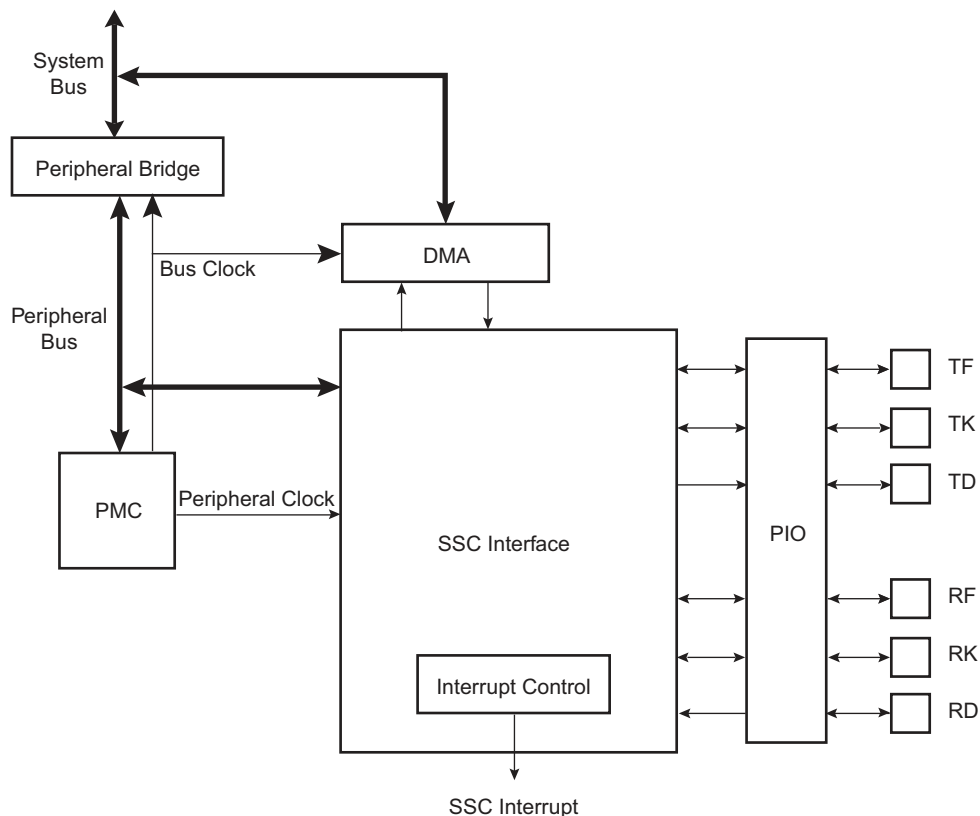 System
Bus
Peripheral Bridge
DMA
Bus Clock
Peripheral
Bus
TF
TK
TD
Peripheral Clock
PMC
SSC Interface
PIO
RF
RK
RD
Interrupt Control
SSC Interrupt